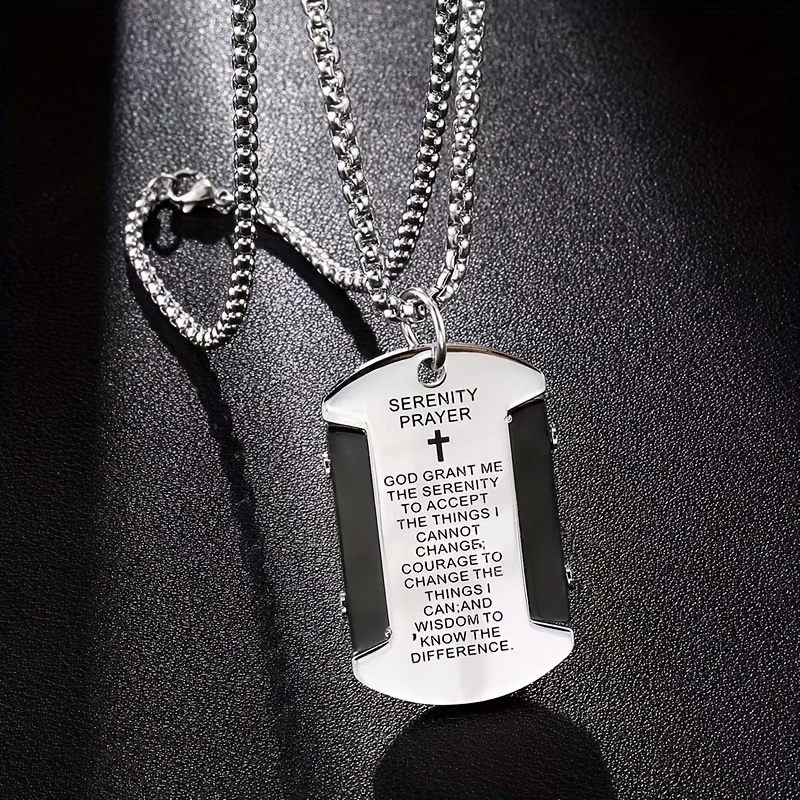 SERENITY
PRAYER
GOD GRANT ME
THE SERENITY
TO ACCEPT
THE THINGS I
CANNOT
CHANGE;
COURAGE TO
CHANGE THE
THINGS I
CAN;AND
WISDOM TO
KNOW THE
DIFFERENCE.